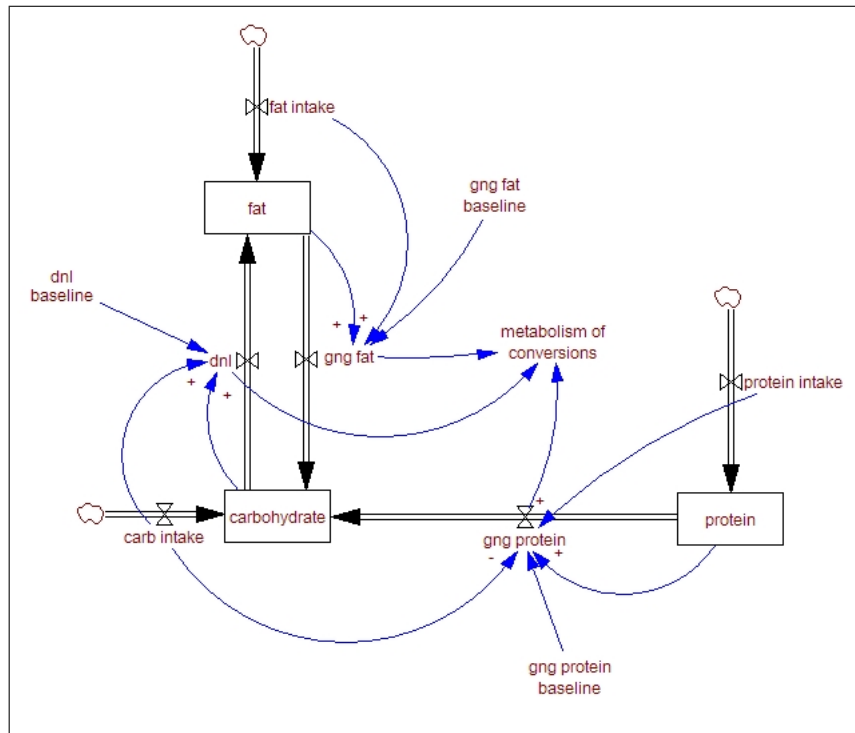 fat intake
fat
gng fat
baseline
dnl
baseline
metabolism of
conversions
+ +
gng fat
dnl
+
+
protein intake
carbohydrate
+
protein
carb intake
gng protein
-
+
gng protein
baseline